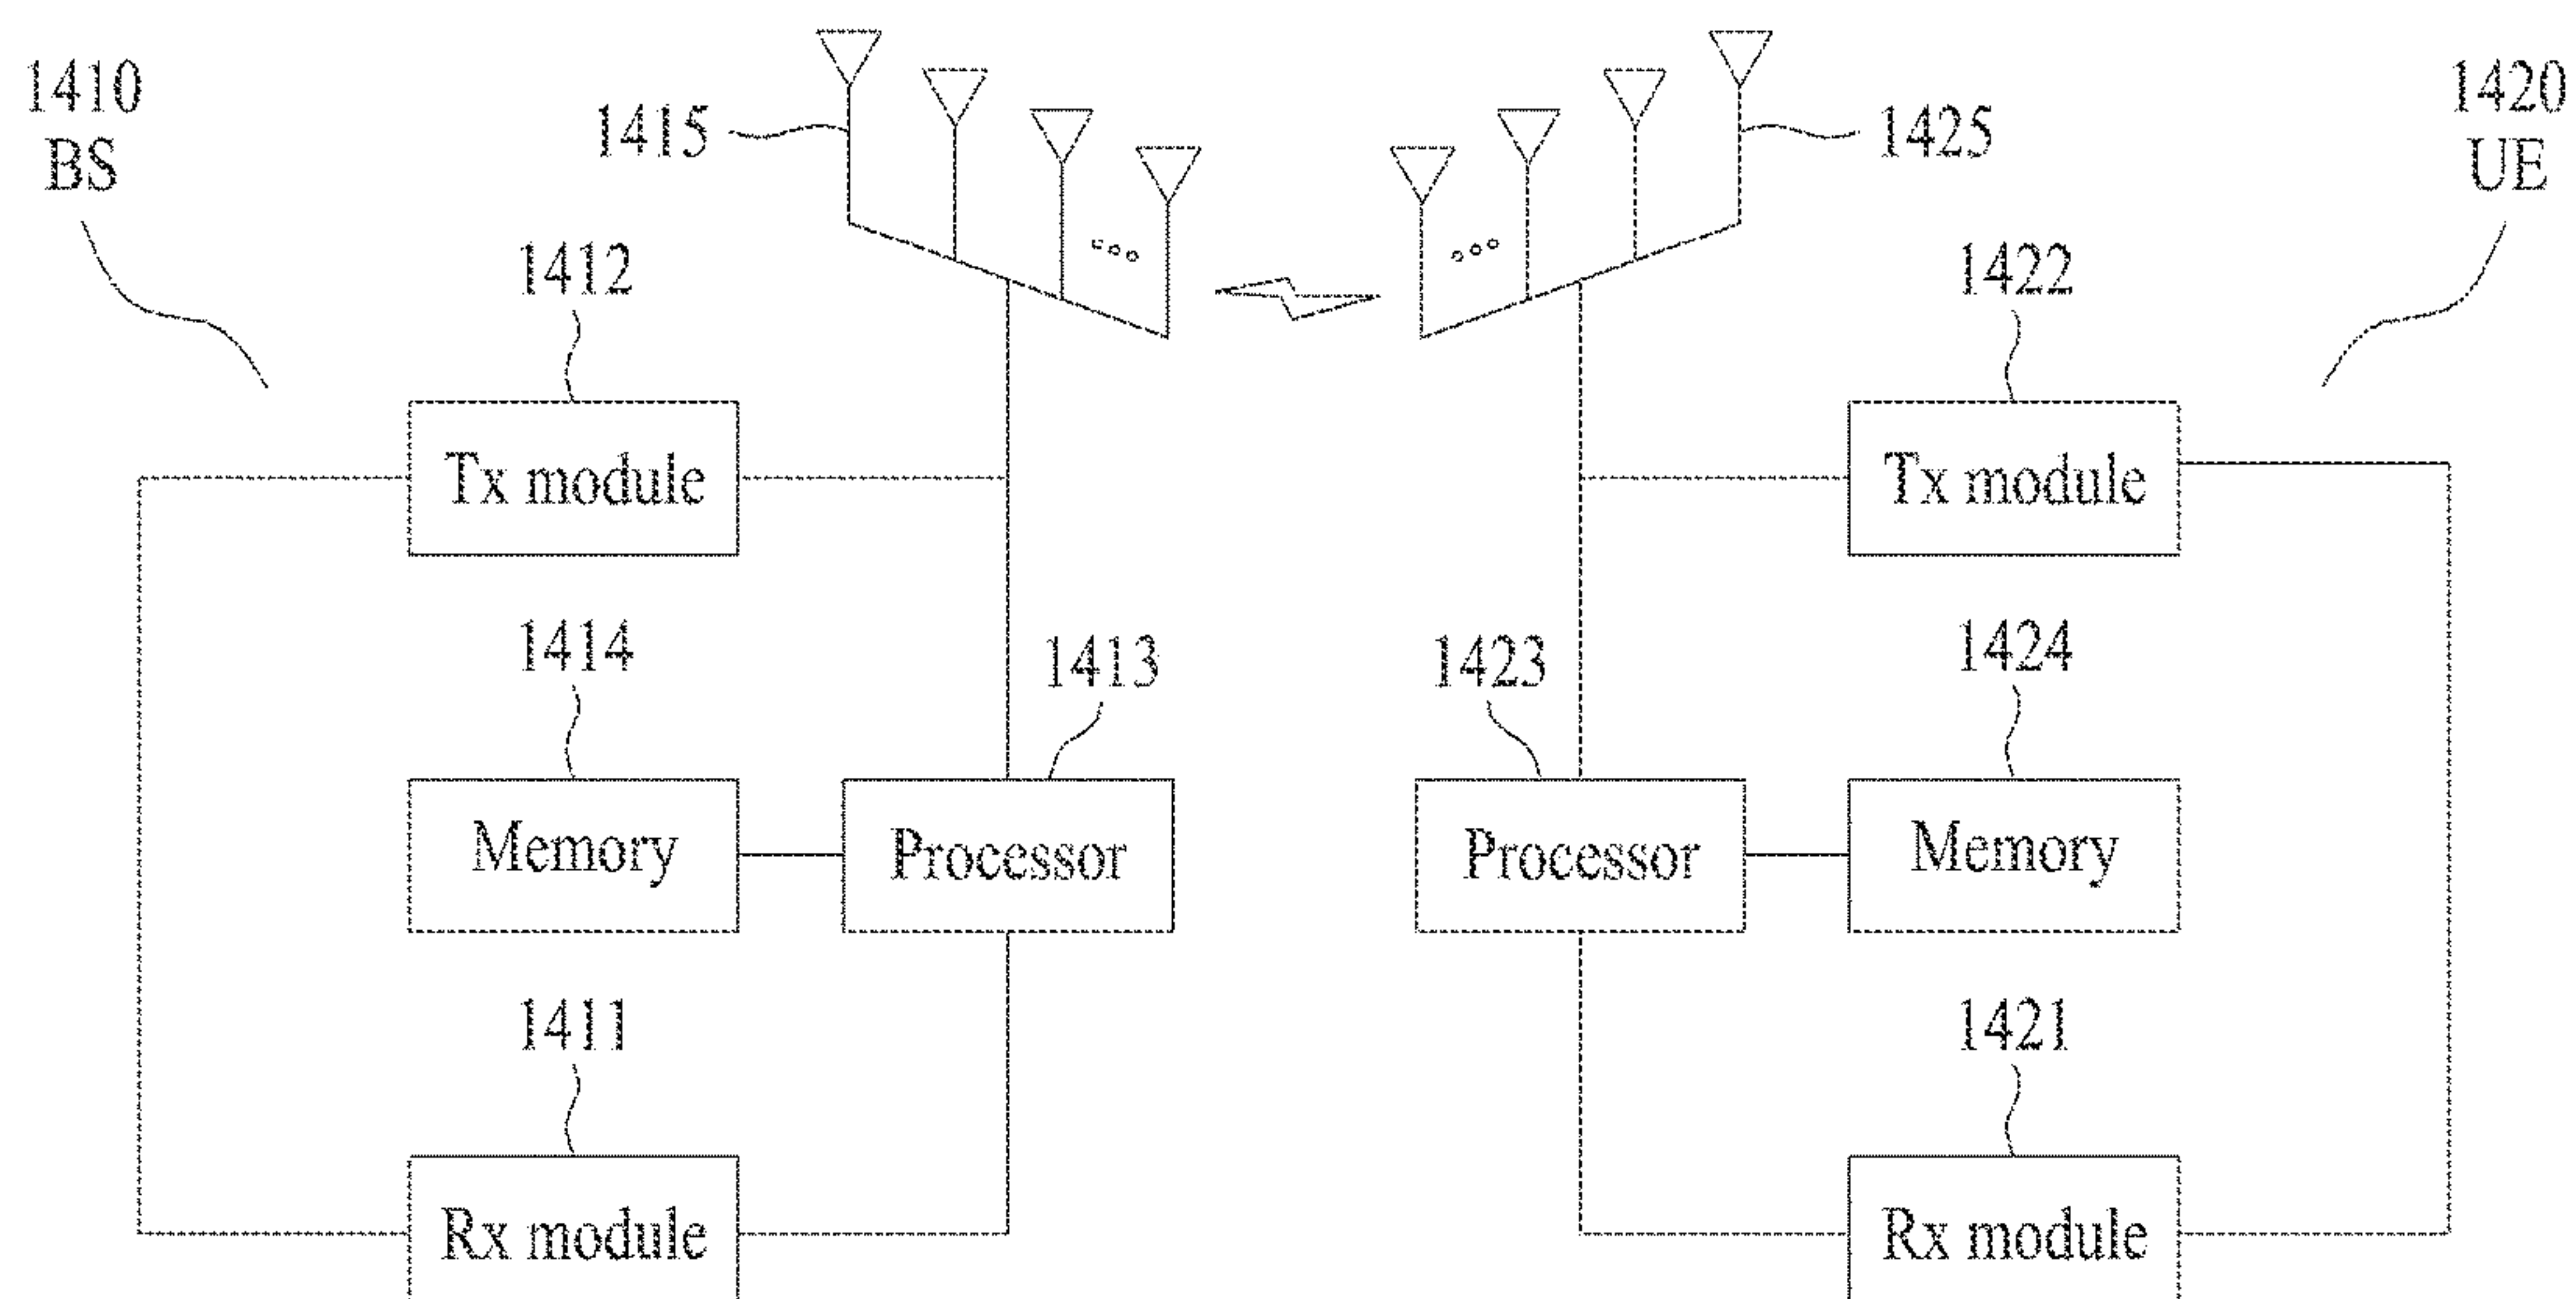 1410
BS
1415
1425
1420
UE
1412
1422
Tx module
Tx module
1414
1413
1423
1424
Memory
Processor
Processor
Memory
1411
1421
Rx module
Rx module